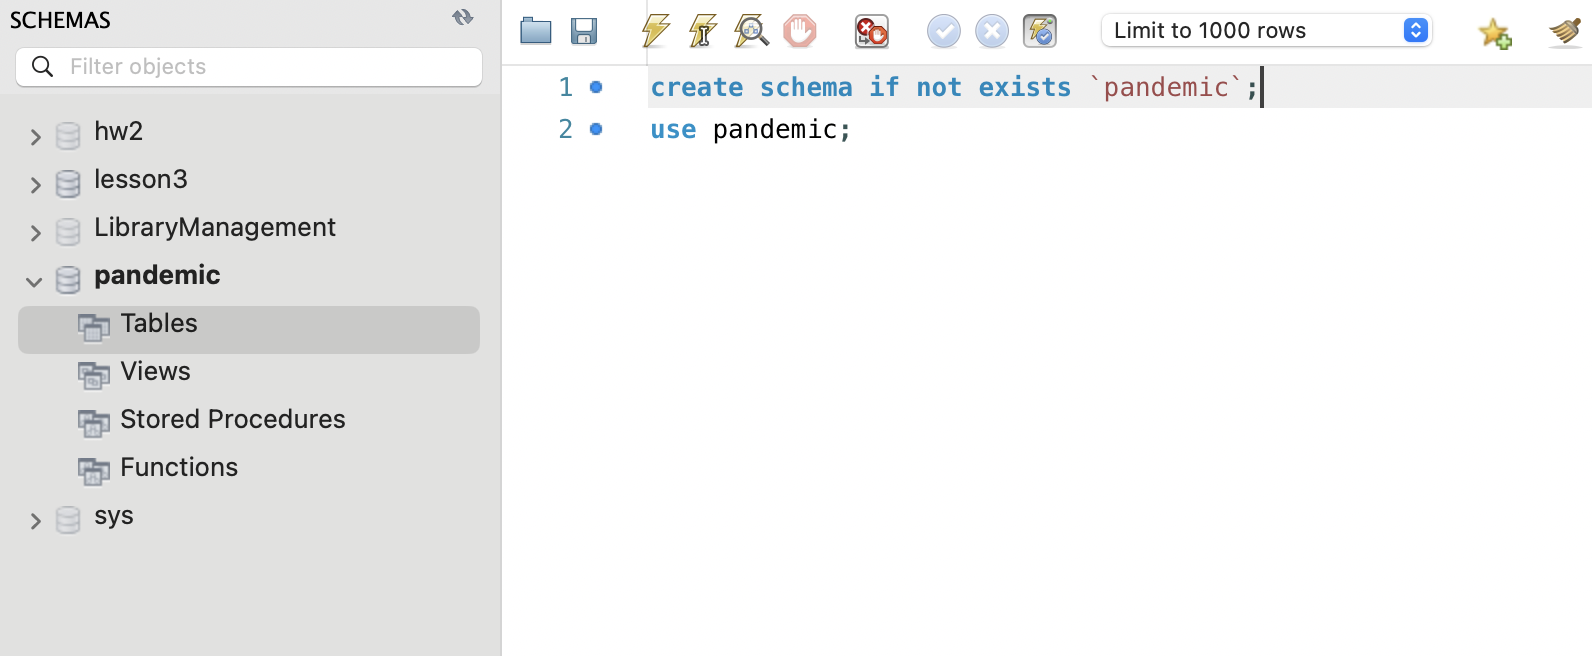 SCHEMAS
Filter objects
hw2
lesson3
LibraryManagement
pandemic
Tables
Views
Stored Procedures
Functions
sys
Limit to 1000 rows
1 create schema if not exists `pandemic`;
2 use pandemic;